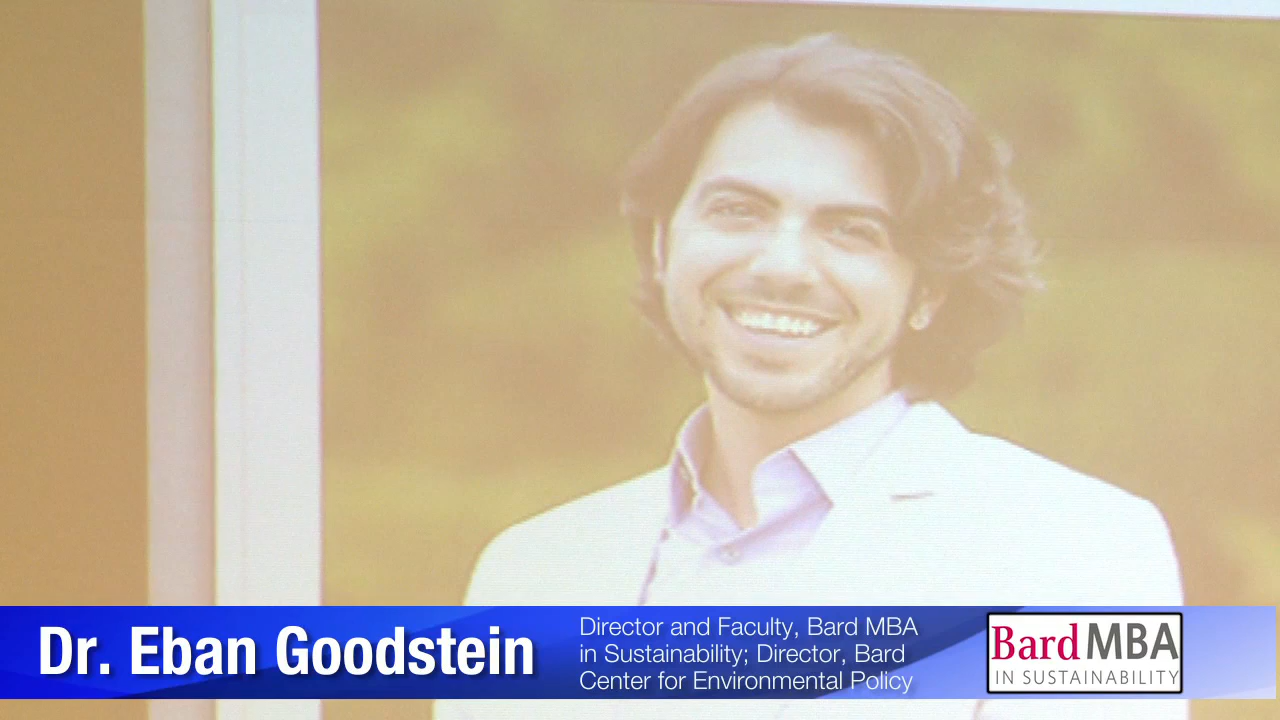 Dr. Eban Goodstein
Director and Faculty, Bard MBA
in Sustainability; Director, Bard
Center for Environmental Policy
Bard MBA
IN SUSTAINABILITY